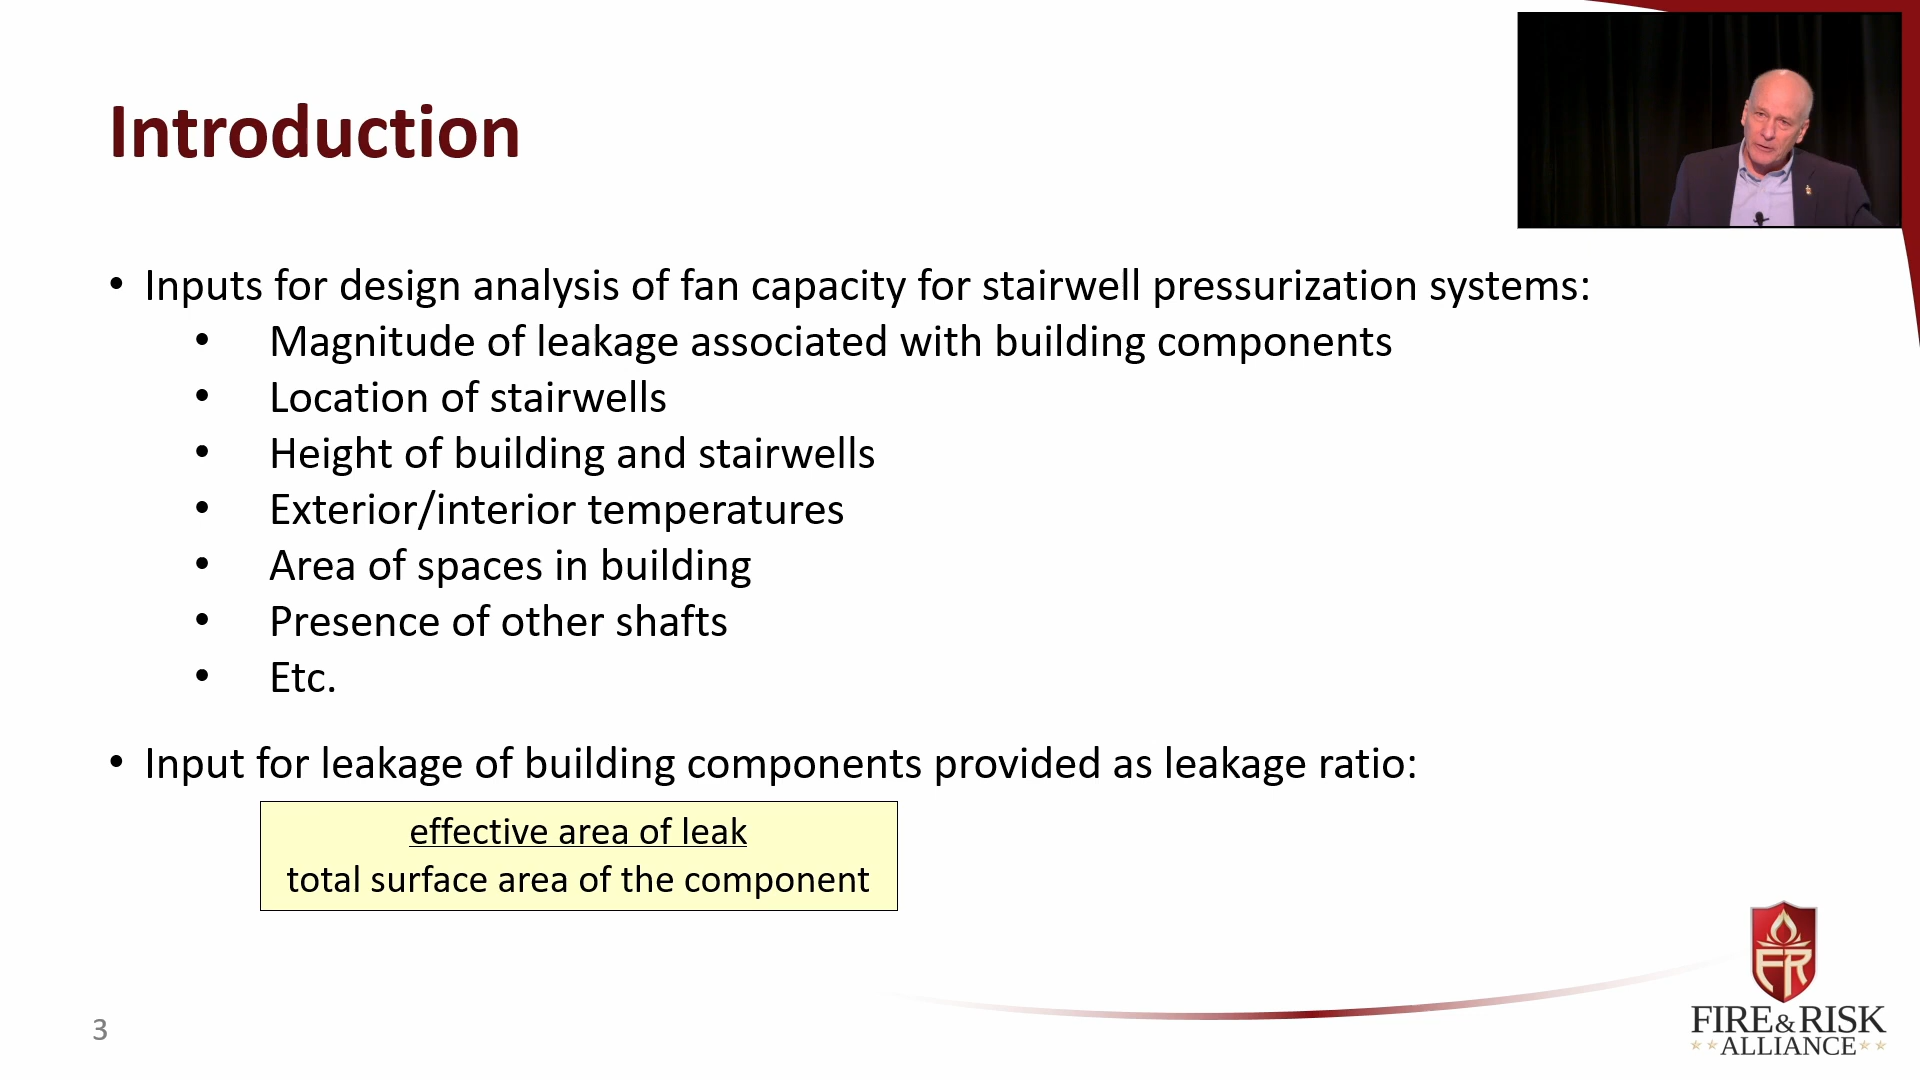 Introduction
• Inputs for design analysis of fan capacity for stairwell pressurization systems:
• Magnitude of leakage associated with building components
• Location of stairwells
• Height of building and stairwells
• Exterior/interior temperatures
• Area of spaces in building
• Presence of other shafts
• Etc.
• Input for leakage of building components provided as leakage ratio:
effective area of leak
total surface area of the component
3
FR
FIRE & RISK
ALLIANCE